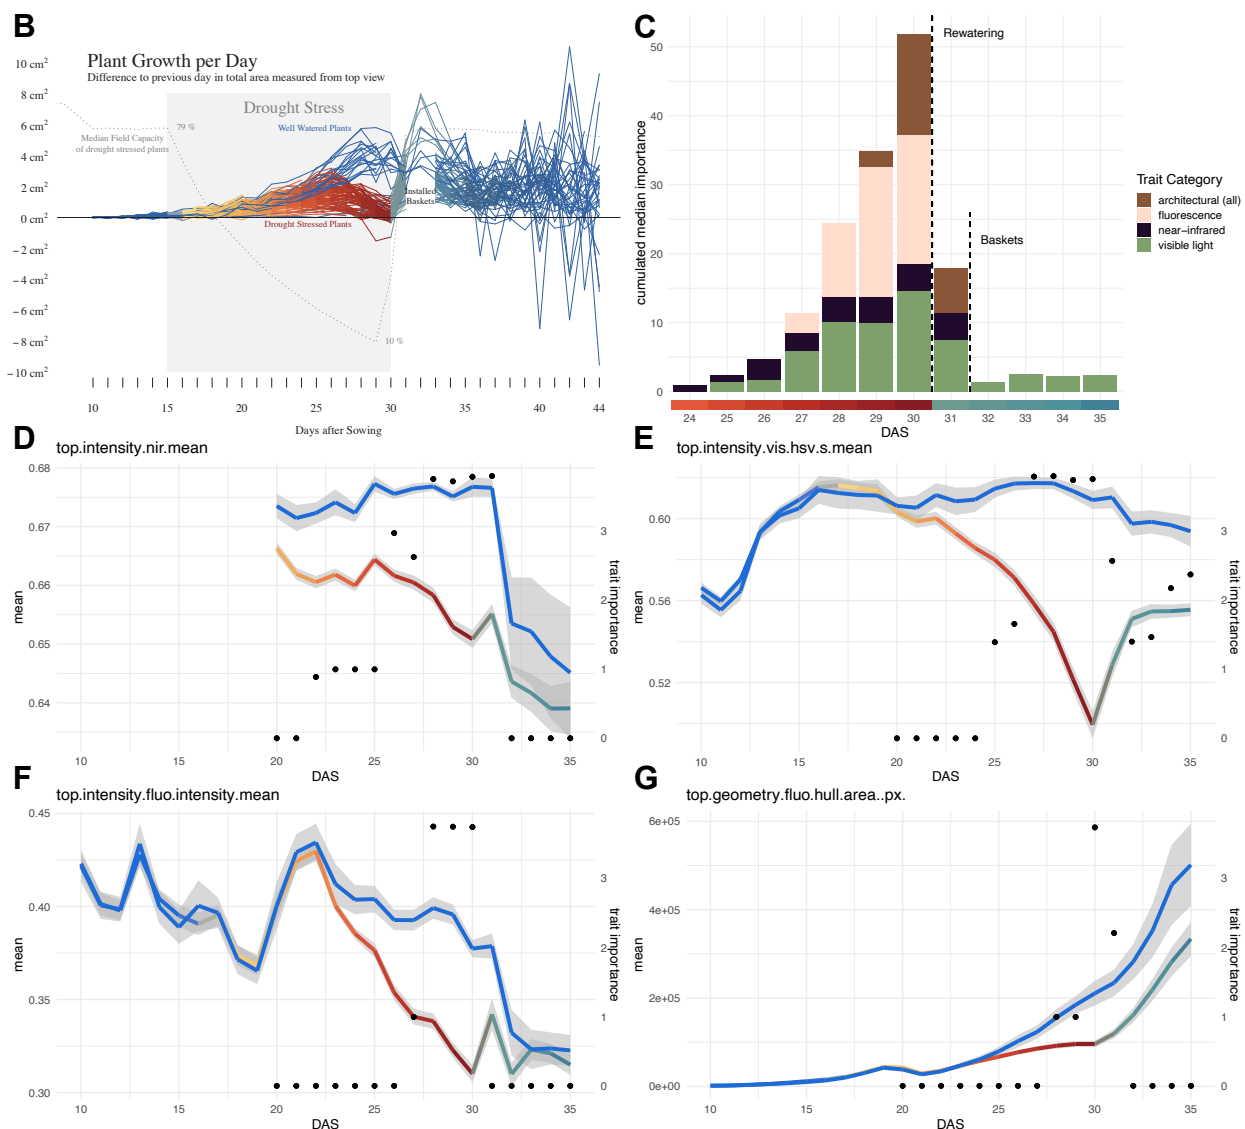 B
Plant Growth per Day
Difference to previous day in total area measured from top view
10 cm²
8 cm²
6 cm²
4 cm²
2 cm²
0 cm²
− 2 cm²
− 4 cm²
− 6 cm²
− 8 cm²
− 10 cm²
Drought Stress
79 %
Well Watered Plants
Median Field Capacity
of drought stressed plants
Installed
Baskets
Drought Stressed Plants
10 %
10 15 20 25 30 35 40 44
Days after Sowing
C
cumulated median importance
50
40
30
20
10
0
Rewatering
Baskets
24 25 26 27 28 29 30 31 32 33 34 35
DAS
Trait Category
architectural (all)
fluorescence
near−infrared
visible light
D
top.intensity.nir.mean
mean
0.68
0.67
0.66
0.65
0.64
3
2
1
0
trait importance
10 15 20 25 30 35
DAS
E
top.intensity.vis.hsv.s.mean
mean
0.60
0.56
0.52
3
2
1
0
trait importance
10 15 20 25 30 35
DAS
F
top.intensity.fluo.intensity.mean
mean
0.45
0.40
0.35
0.30
3
2
1
0
trait importance
10 15 20 25 30 35
DAS
G
top.geometry.fluo.hull.area..px.
mean
6e+05
4e+05
2e+05
0e+00
3
2
1
0
trait importance
10 15 20 25 30 35
DAS